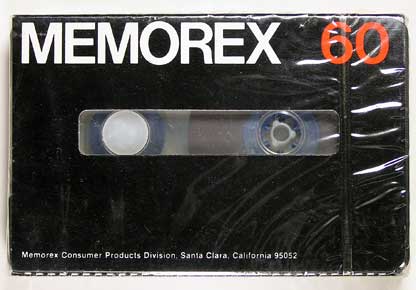 MEMOREX 60
Memorex Consumer Products Division, Santa Clara, California 95052